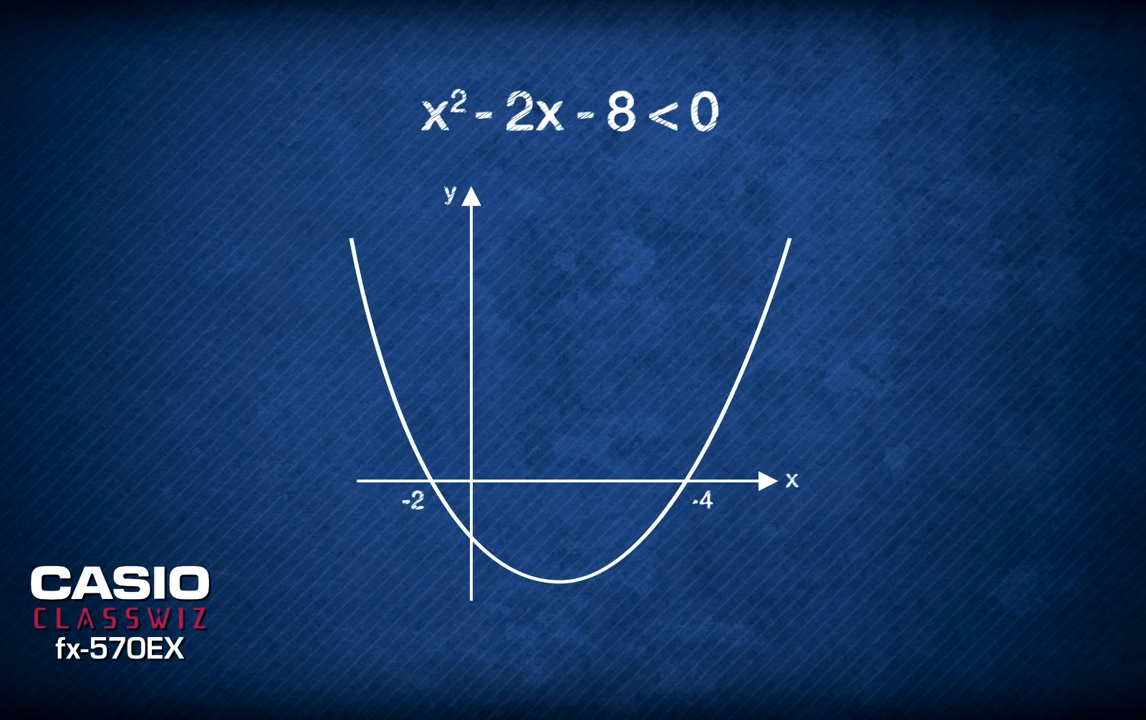 x² - 2x - 8 < 0
y
x
-2
-4
CASIO
CLASSWIZ
fx-570EX